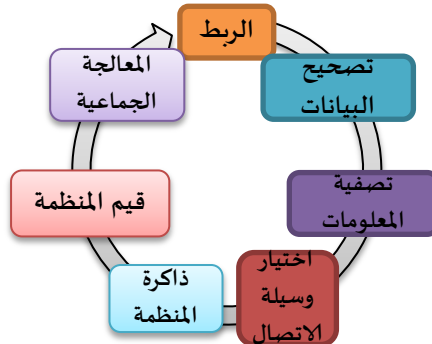 الربط
تصحيح
البيانات
تصفية
المعلومات
اختيار
وسيلة
الاتصال
ذاكرة
المنظمة
قيم المنظمة
المعالجة
الجماعية